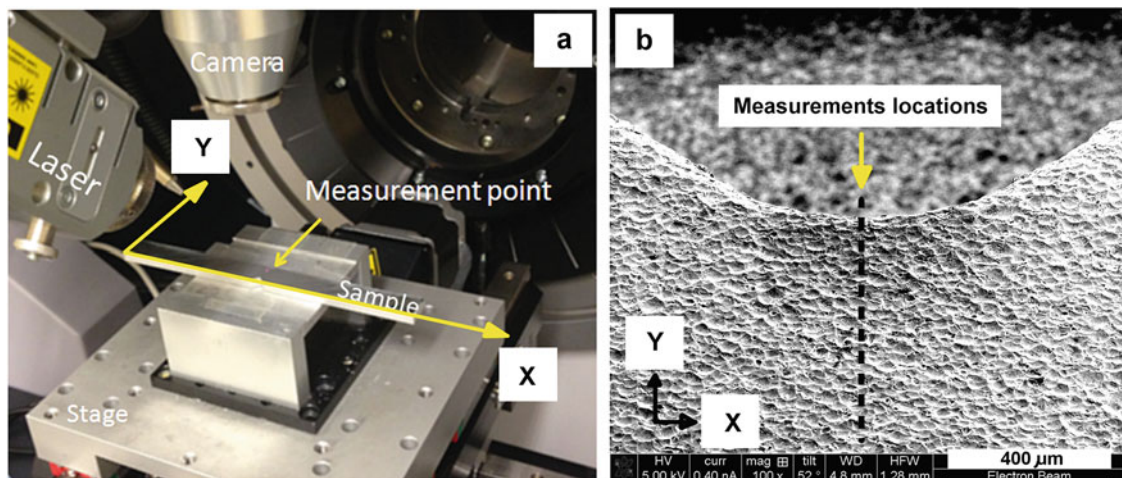 a
Camera
Y
Laser
Measurement point
Sample
X
Stage
b
Measurements locations
Y
X
HV curr mag tilt WD HFW 400 µm
5.00 kV 0.40 nA 100 x 52° 4.8 mm 1.28 mm Electron Beam